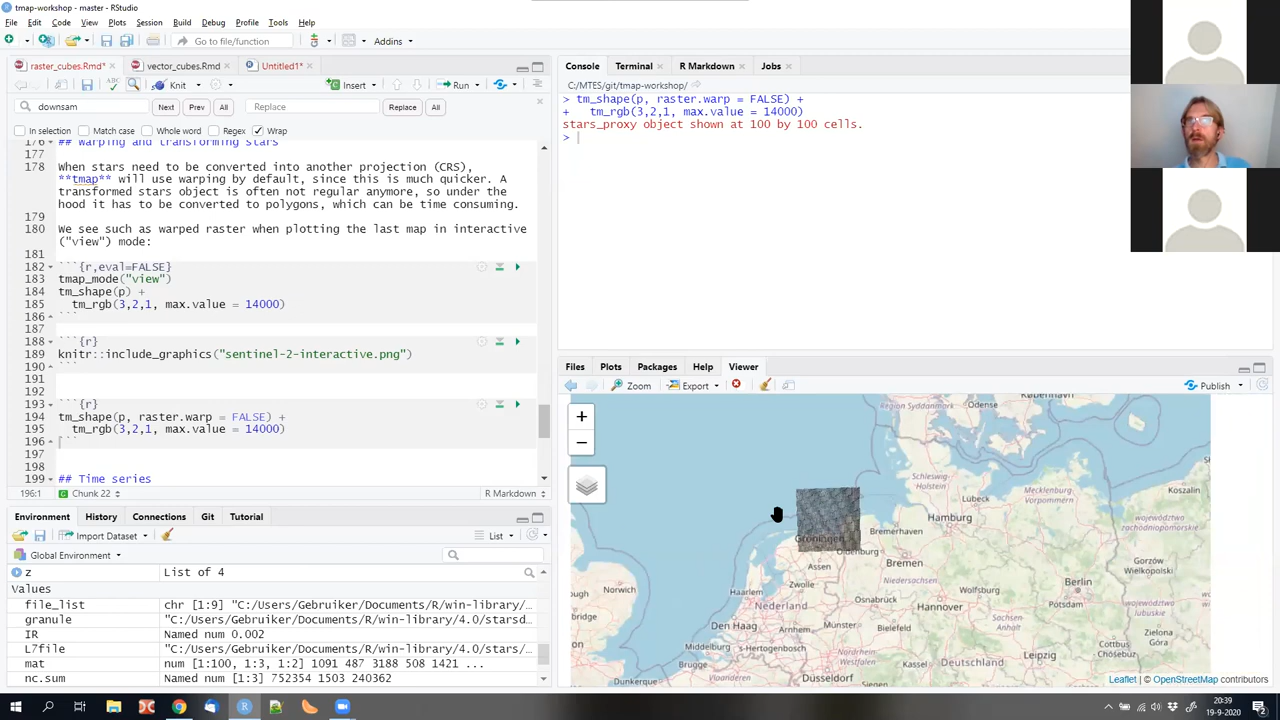 tmap-workshop - master - RStudio
File Edit Code View Plots Session Build Debug Profile Tools Help
Go to file/function Addins
raster_cubes.Rmd* vector_cubes.Rmd Untitled1*
Knit Insert Run
downsam Next Prev All Replace Replace All
In selection Match case Whole word Regex Wrap
176 ## Warping and transforming stars
177
178 When stars need to be converted into another projection (CRS),
**tmap** will use warping by default, since this is much quicker. A
transformed stars object is often not regular anymore, so under the
hood it has to be converted to polygons, which can be time consuming.
179
180 We see such as warped raster when plotting the last map in interactive
("view") mode:
181
182 ```{r,eval=FALSE}
183 tmap_mode("view")
184 tm_shape(p) +
185 tm_rgb(3,2,1, max.value = 14000)
186 ```
187
188 ```{r}
189 knitr::include_graphics("sentinel-2-interactive.png")
190 ```
191
192
193 ```{r}
194 tm_shape(p, raster.warp = FALSE) +
195 tm_rgb(3,2,1, max.value = 14000)
196 ```
197
198
199 ## Time series
196:1 Chunk 22 R Markdown
Environment History Connections Git Tutorial
Import Dataset List
Global Environment
z List of 4
Values
file_list chr [1:9] "C:/Users/Gebruiker/Documents/R/win-library/…
granule "C:/Users/Gebruiker/Documents/R/win-library/4.0/starsd…
IR Named num 0.002
L7file "C:/Users/Gebruiker/Documents/R/win-library/4.0/stars/…
mat num [1:100, 1:3, 1:2] 1091 487 3188 508 1421 ...
nc.sum num [1:3] 752354 1503 240362
Console Terminal R Markdown Jobs
C:/MTES/git/tmap-workshop/
> tm_shape(p, raster.warp = FALSE) +
+ tm_rgb(3,2,1, max.value = 14000)
stars_proxy object shown at 100 by 100 cells.
>
Files Plots Packages Help Viewer
Zoom Export Publish
+
−
Region Syddanmark
Odense
Schleswig-Holstein
Lübeck
Mecklenburg-Vorpommern
Koszalin
województwo zachodniopomorskie
Hamburg
Groningen
Bremerhaven
Oldenburg
Bremen
Assen
Niedersachsen
Wielkopolski
Zwolle
Haarlem
Berlin
Norwich
Nederland
Hannover
Potsdam
Den Haag
Arnhem
Münster
Bielefeld
Zielona Góra
's-Hertogenbosch
Middelburg
Brugge
Düsseldorf
Deutschland
Leipzig
Dunkerque
Leaflet | © OpenStreetMap contributors
20:39
19-9-2020
2